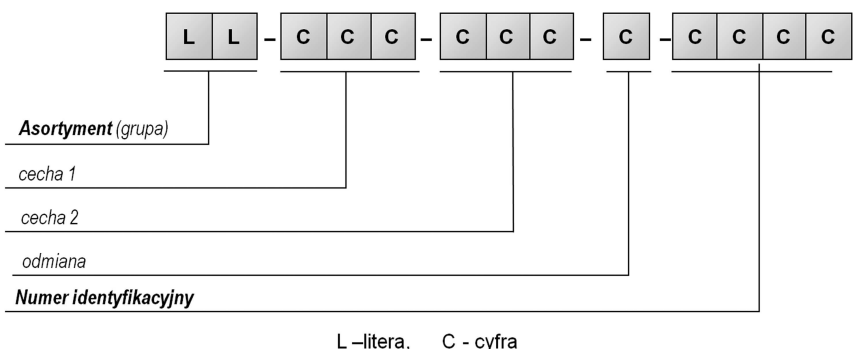 L L – C C C – C C C – C – C C C C
Asortyment (grupa)
cecha 1
cecha 2
odmiana
Numer identyfikacyjny
L –litera, C - cyfra